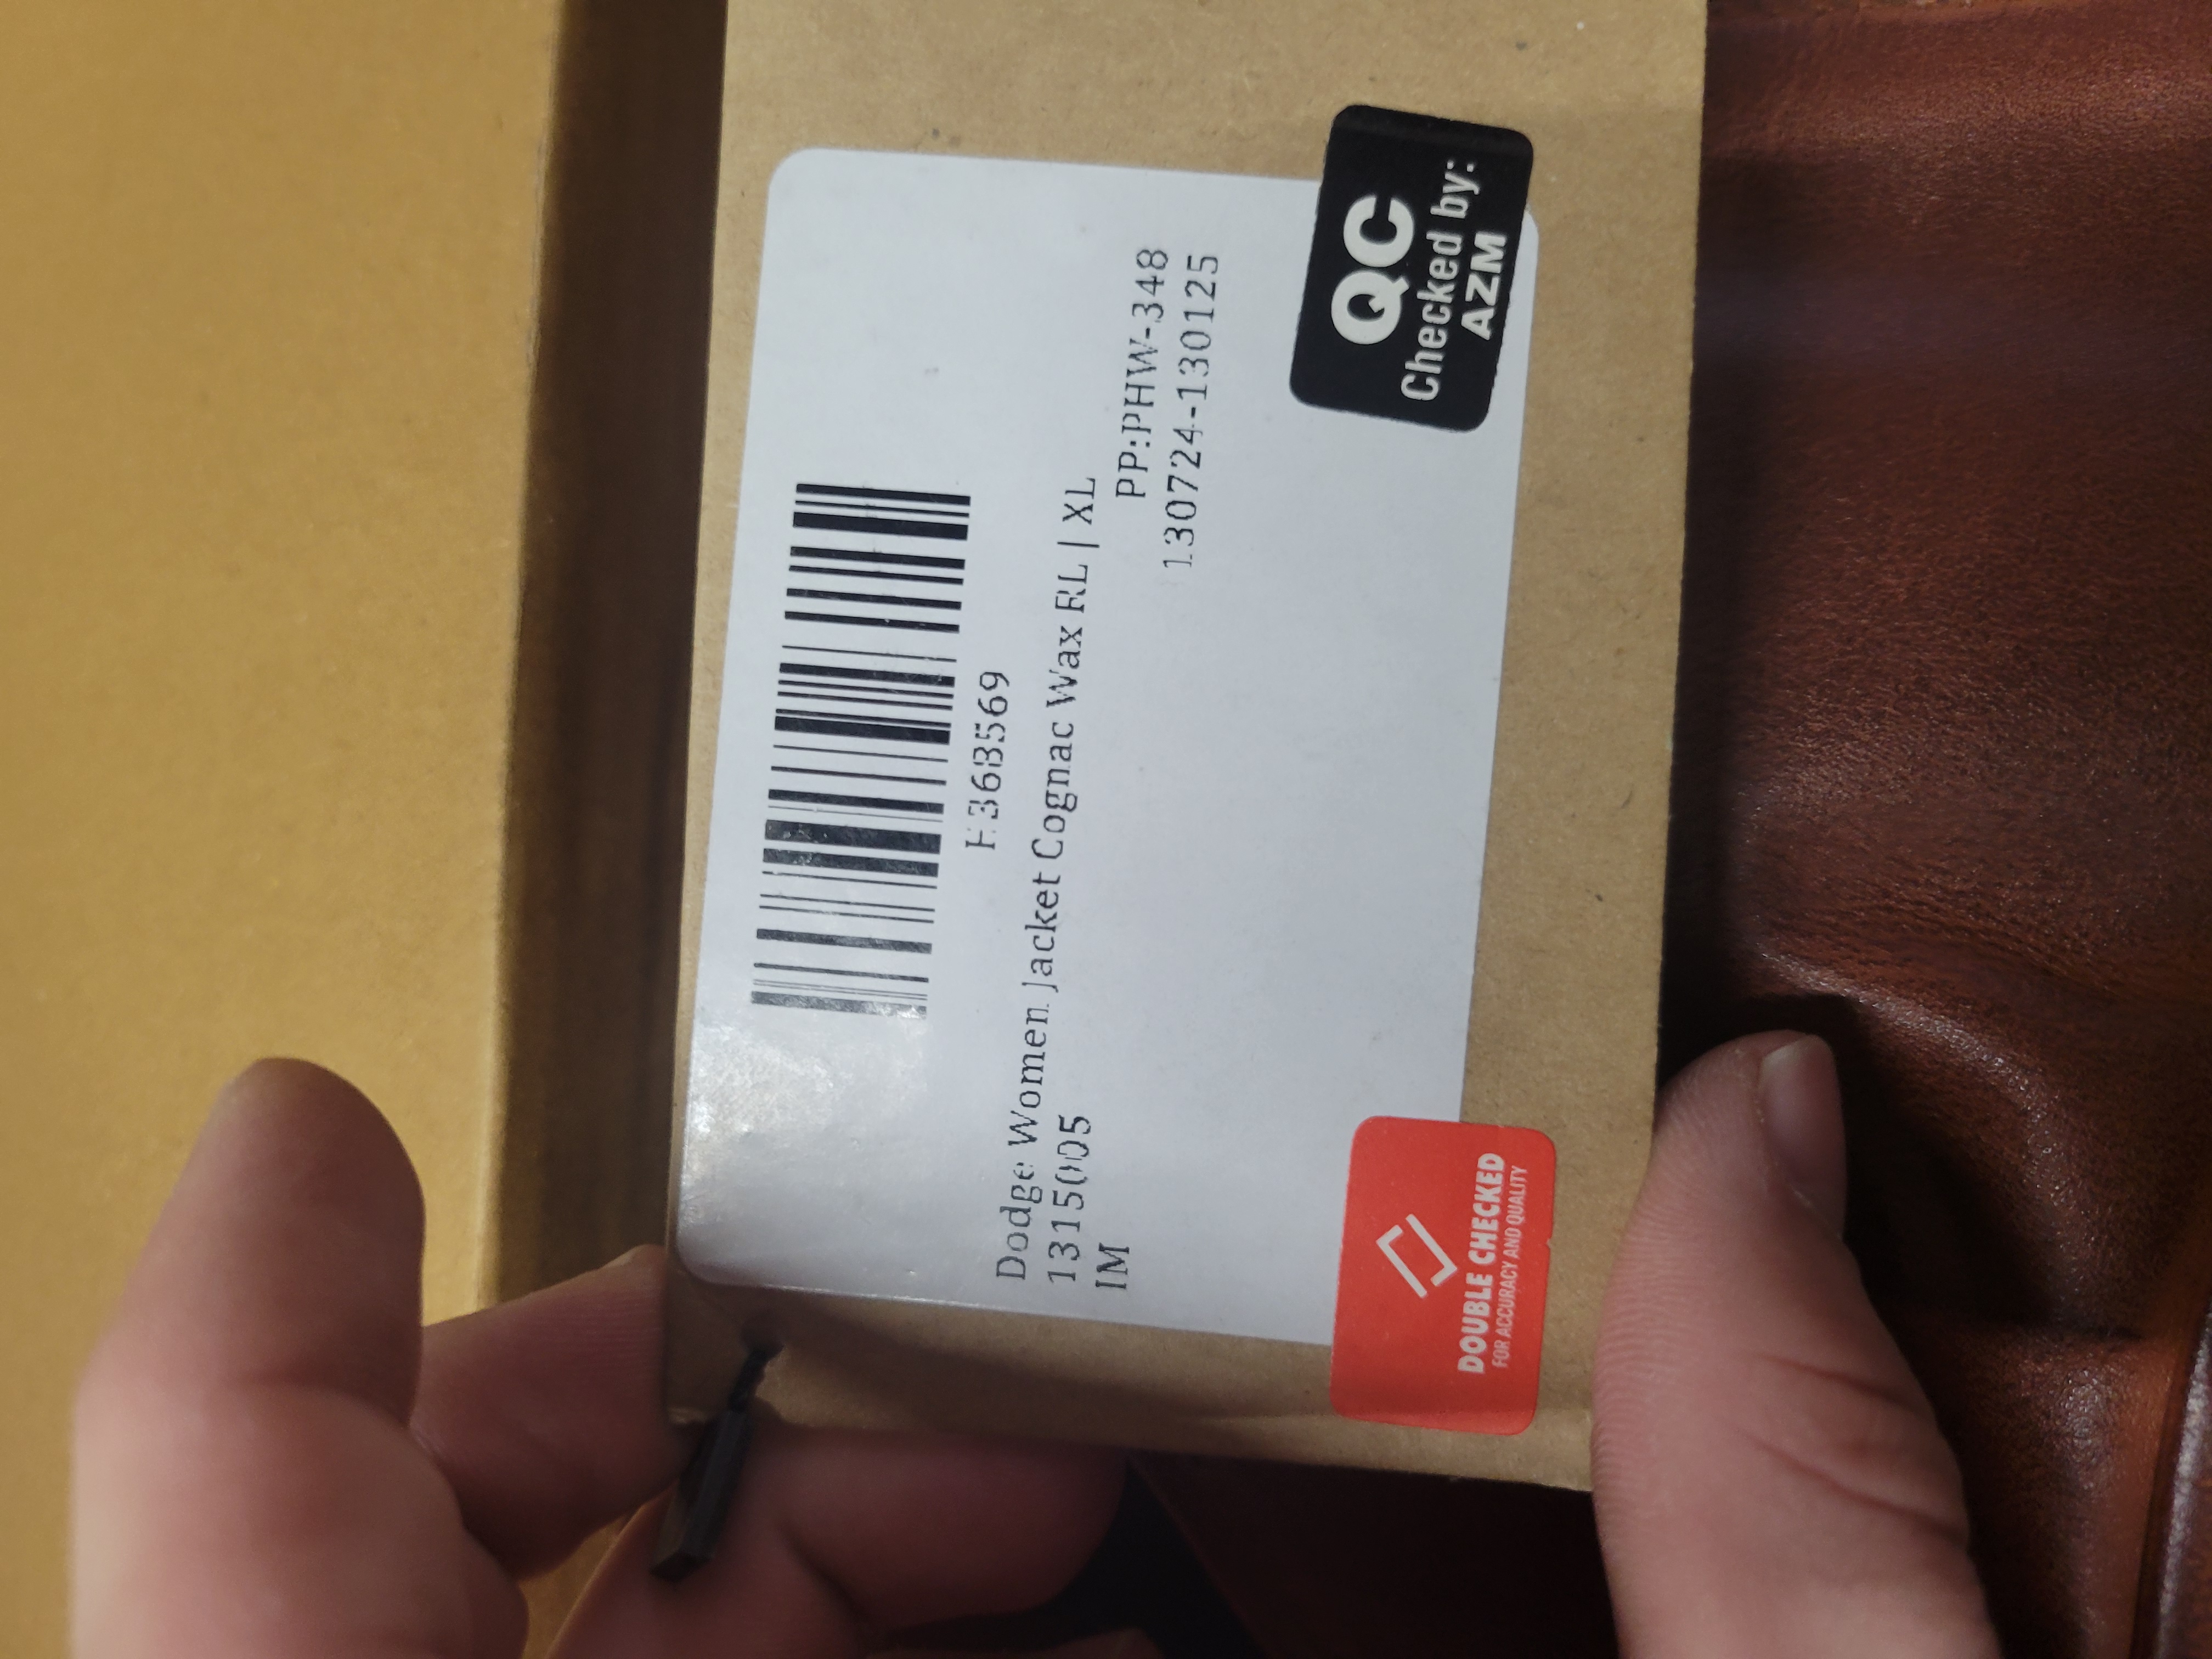 Dodge Women Jacket Cognac Wax RL | XL
1315005
IM
PP:PHW-348
130724-130125
QC
Checked by:
AZM
DOUBLE CHECKED
FOR ACCURACY AND QUALITY